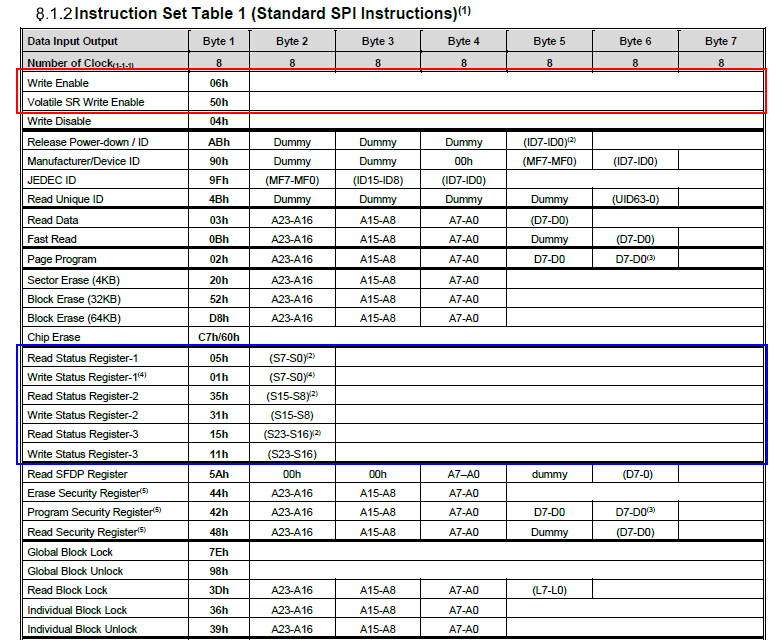 8.1.2 Instruction Set Table 1 (Standard SPI Instructions)(1)
Data Input Output Byte 1 Byte 2 Byte 3 Byte 4 Byte 5 Byte 6 Byte 7
Number of Clock(1-1-1) 8 8 8 8 8 8 8
Write Enable 06h
Volatile SR Write Enable 50h
Write Disable 04h
Release Power-down / ID ABh Dummy Dummy Dummy (ID7-ID0)(2)
Manufacturer/Device ID 90h Dummy Dummy 00h (MF7-MF0) (ID7-ID0)
JEDEC ID 9Fh (MF7-MF0) (ID15-ID8) (ID7-ID0)
Read Unique ID 4Bh Dummy Dummy Dummy Dummy (UID63-0)
Read Data 03h A23-A16 A15-A8 A7-A0 (D7-D0)
Fast Read 0Bh A23-A16 A15-A8 A7-A0 Dummy (D7-D0)
Page Program 02h A23-A16 A15-A8 A7-A0 D7-D0 D7-D0(3)
Sector Erase (4KB) 20h A23-A16 A15-A8 A7-A0
Block Erase (32KB) 52h A23-A16 A15-A8 A7-A0
Block Erase (64KB) D8h A23-A16 A15-A8 A7-A0
Chip Erase C7h/60h
Read Status Register-1 05h (S7-S0)(2)
Write Status Register-1(4) 01h (S7-S0)(4)
Read Status Register-2 35h (S15-S8)(2)
Write Status Register-2 31h (S15-S8)
Read Status Register-3 15h (S23-S16)(2)
Write Status Register-3 11h (S23-S16)
Read SFDP Register 5Ah 00h 00h A7–A0 dummy (D7-0)
Erase Security Register(5) 44h A23-A16 A15-A8 A7-A0
Program Security Register(5) 42h A23-A16 A15-A8 A7-A0 D7-D0 D7-D0(3)
Read Security Register(5) 48h A23-A16 A15-A8 A7-A0 Dummy (D7-D0)
Global Block Lock 7Eh
Global Block Unlock 98h
Read Block Lock 3Dh A23-A16 A15-A8 A7-A0 (L7-L0)
Individual Block Lock 36h A23-A16 A15-A8 A7-A0
Individual Block Unlock 39h A23-A16 A15-A8 A7-A0